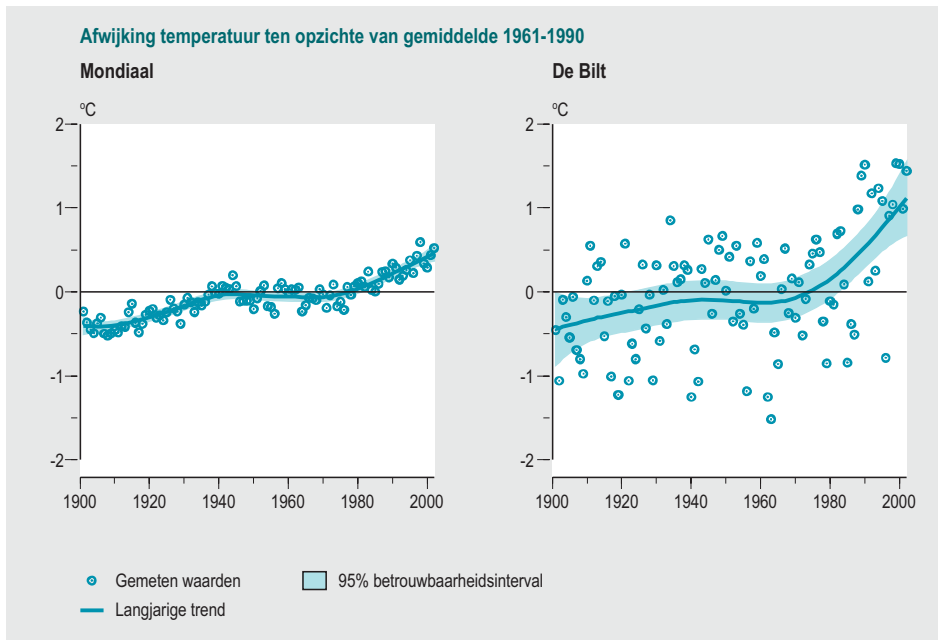 Afwijking temperatuur ten opzichte van gemiddelde 1961-1990
Mondiaal
ºC
2
1
0
-1
-2
1900 1920 1940 1960 1980 2000
De Bilt
ºC
2
1
0
-1
-2
1900 1920 1940 1960 1980 2000
Gemeten waarden
95% betrouwbaarheidsinterval
Langjarige trend